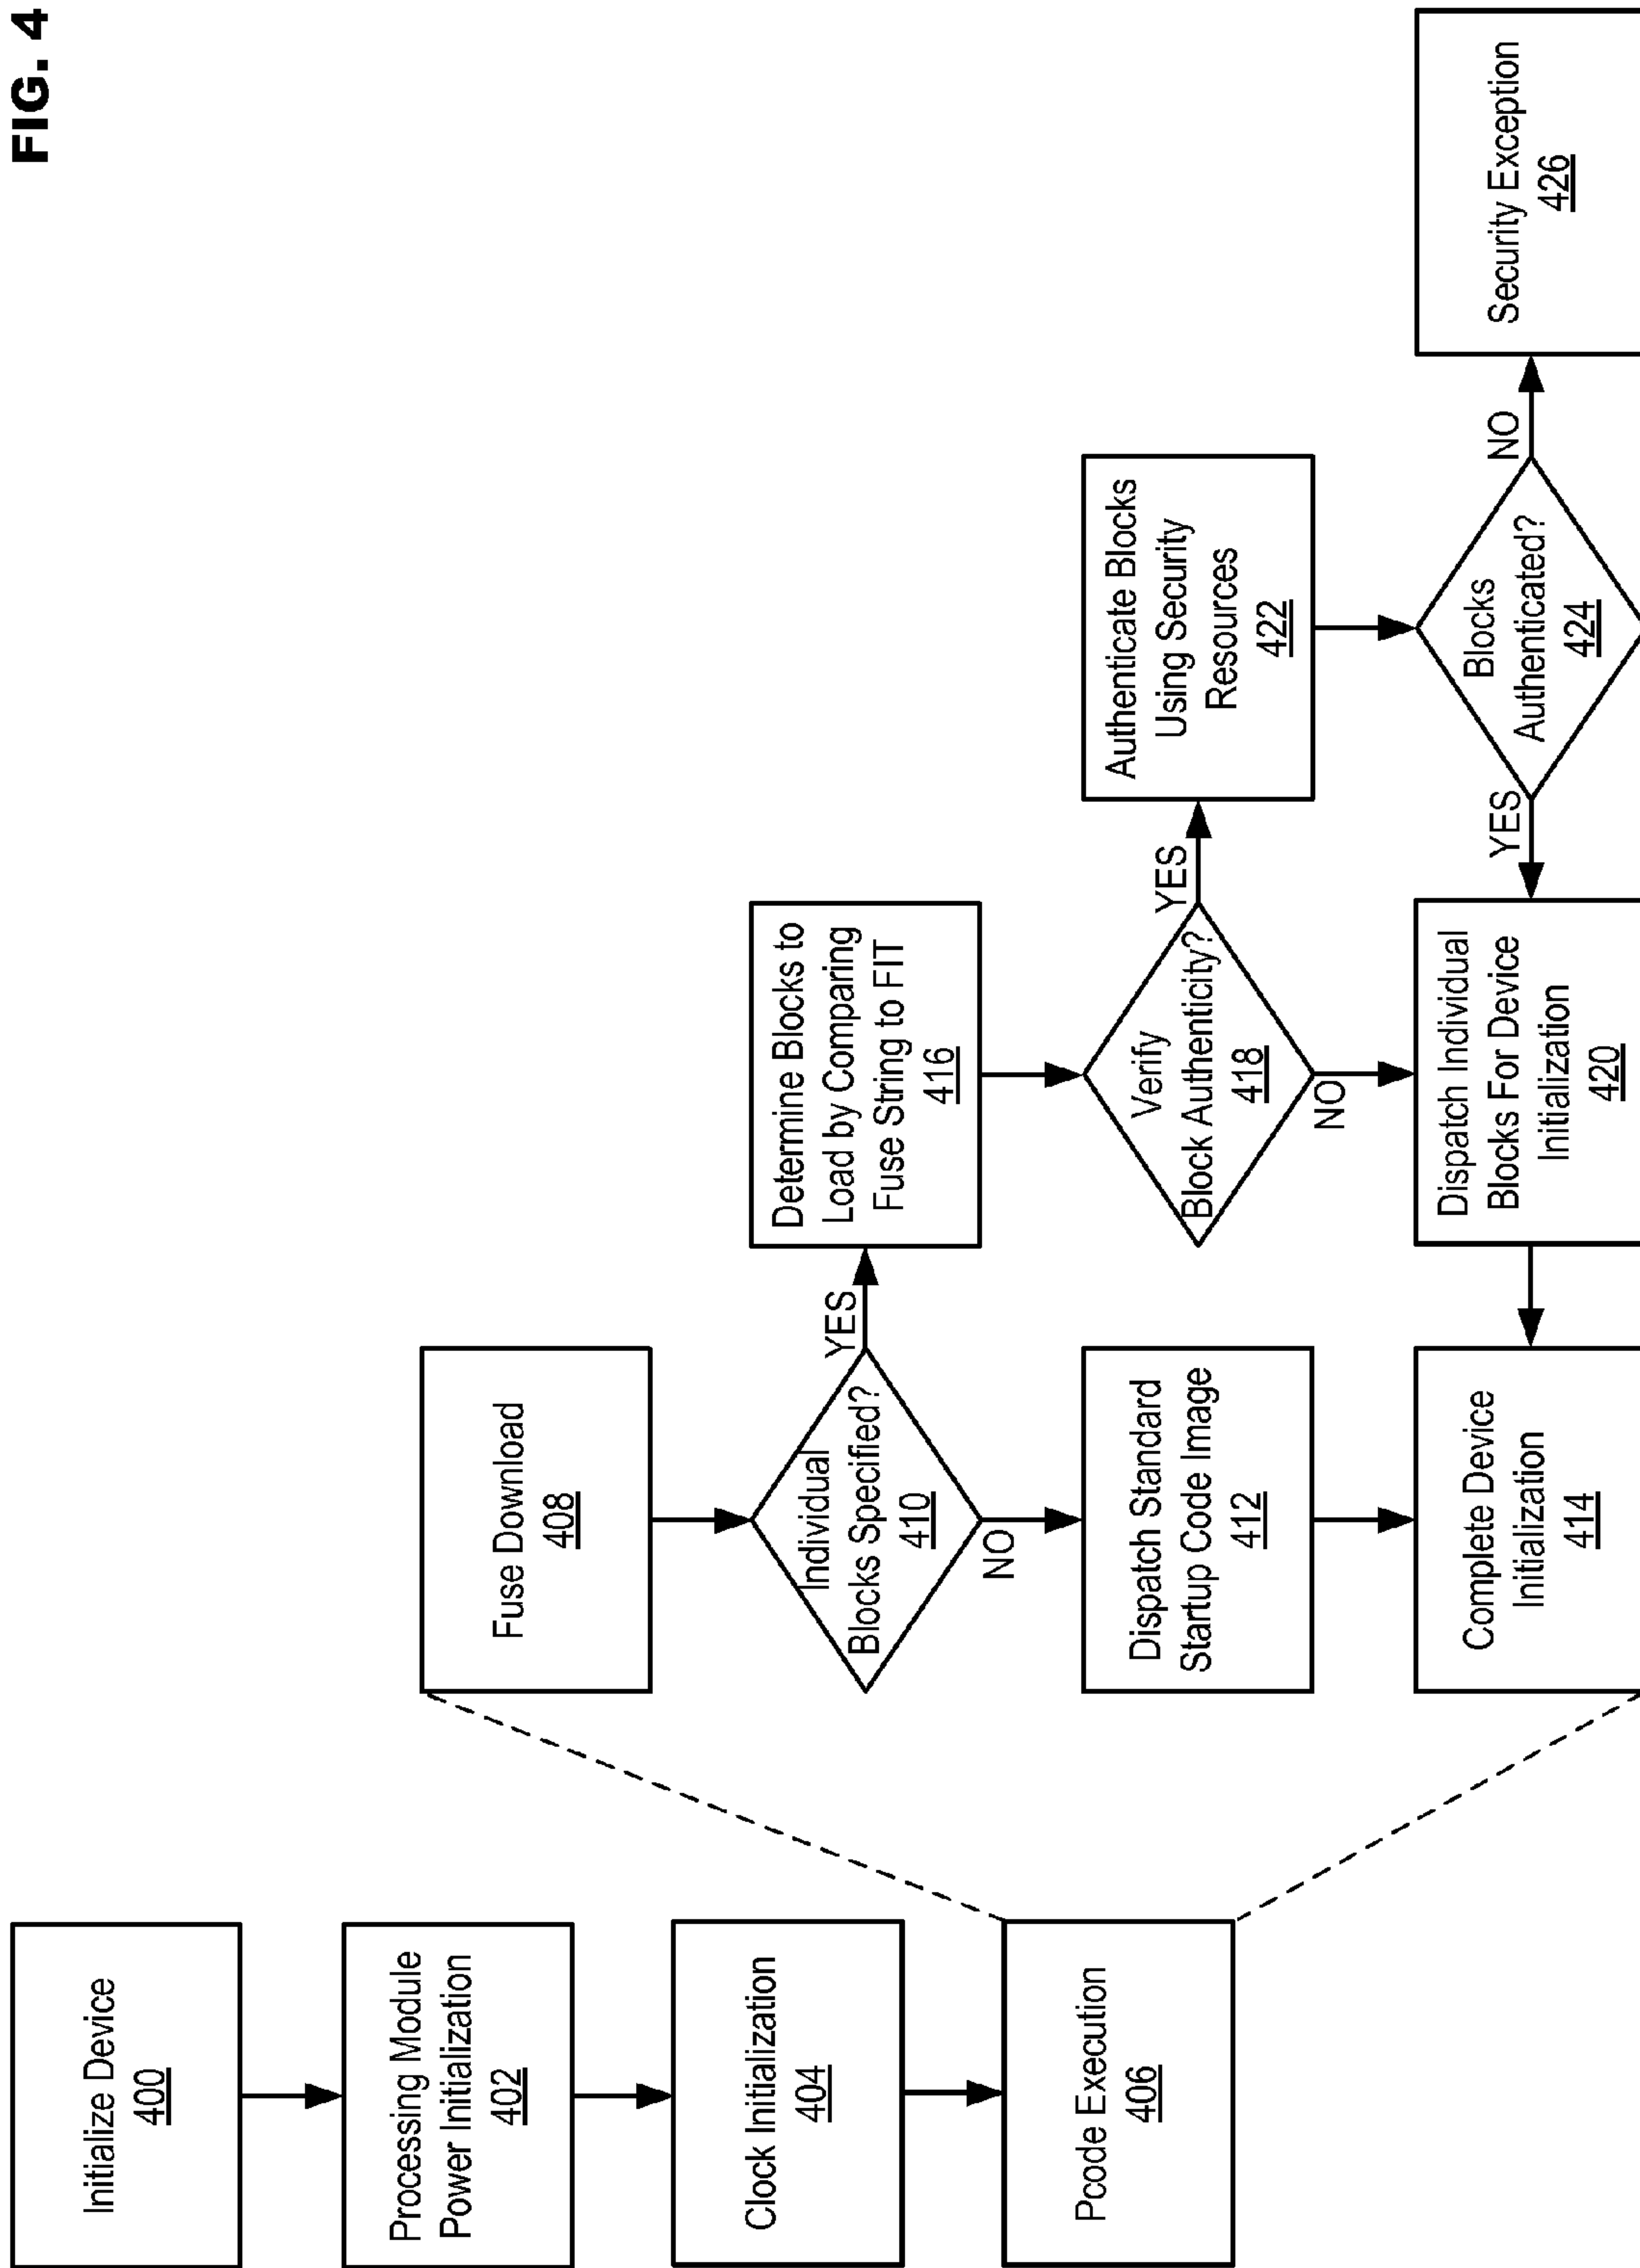 FIG. 4
Initialize Device
400
Processing Module
Power Initialization
402
Clock Initialization
404
Pcode Execution
406
Fuse Download
408
Individual
Blocks Specified?
410
YES
NO
Dispatch Standard
Startup Code Image
412
Complete Device
Initialization
414
Determine Blocks to
Load by Comparing
Fuse String to FIT
416
Verify
Block Authenticity?
418
YES
NO
Dispatch Individual
Blocks For Device
Initialization
420
Authenticate Blocks
Using Security
Resources
422
Blocks
Authenticated?
424
YES
NO
Security Exception
426